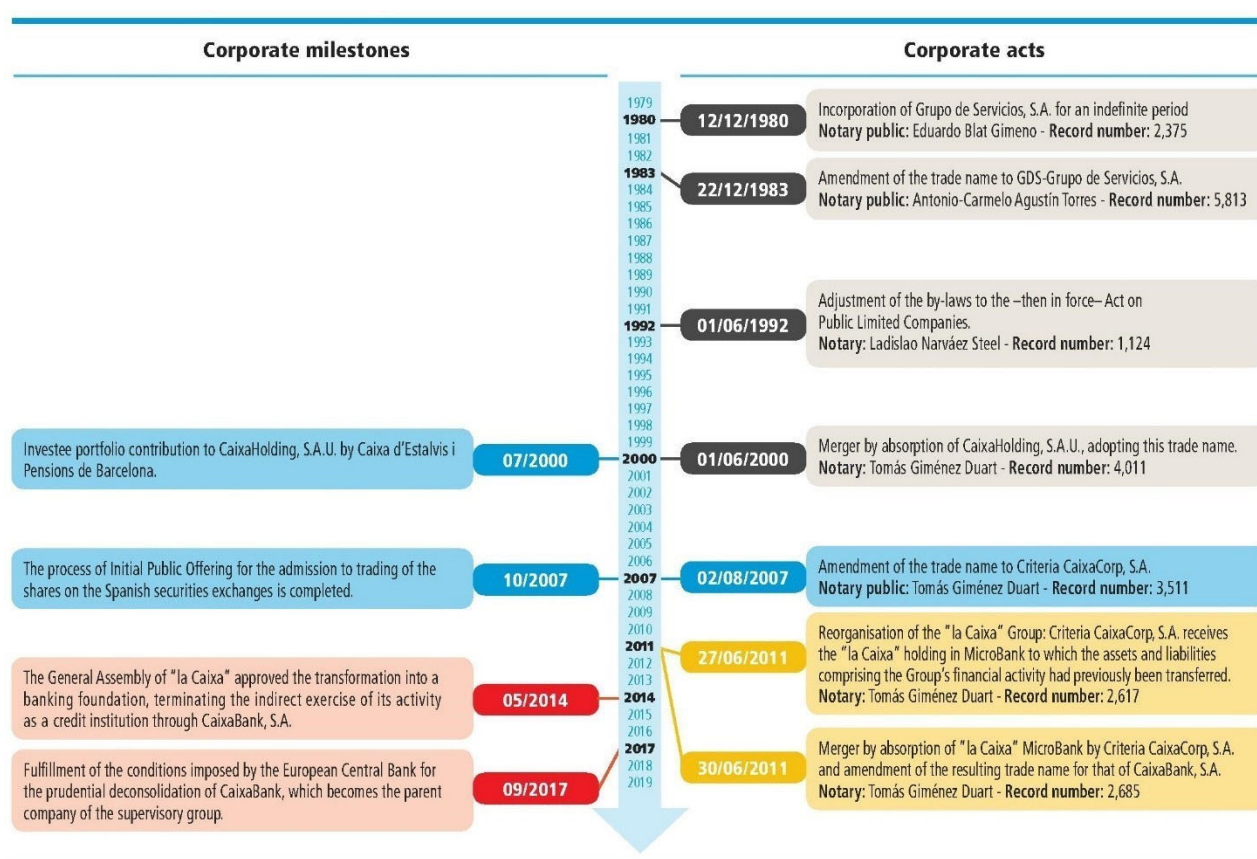 Corporate milestones
Corporate acts
1979
1980
1981
1982
1983
1984
1985
1986
1987
1988
1989
1990
1991
1992
1993
1994
1995
1996
1997
1998
1999
2000
2001
2002
2003
2004
2005
2006
2007
2008
2009
2010
2011
2012
2013
2014
2015
2016
2017
2018
2019
07/2000
Investee portfolio contribution to CaixaHolding, S.A.U. by Caixa d'Estalvis i
Pensions de Barcelona.
10/2007
The process of Initial Public Offering for the admission to trading of the
shares on the Spanish securities exchanges is completed.
05/2014
The General Assembly of "la Caixa" approved the transformation into a
banking foundation, terminating the indirect exercise of its activity
as a credit institution through CaixaBank, S.A.
09/2017
Fulfillment of the conditions imposed by the European Central Bank for
the prudential deconsolidation of CaixaBank, which becomes the parent
company of the supervisory group.
12/12/1980
Incorporation of Grupo de Servicios, S.A. for an indefinite period
Notary public: Eduardo Blat Gimeno - Record number: 2,375
22/12/1983
Amendment of the trade name to GDS-Grupo de Servicios, S.A.
Notary public: Antonio-Carmelo Agustín Torres - Record number: 5,813
01/06/1992
Adjustment of the by-laws to the –then in force– Act on
Public Limited Companies.
Notary: Ladislao Narváez Steel - Record number: 1,124
01/06/2000
Merger by absorption of CaixaHolding, S.A.U., adopting this trade name.
Notary: Tomás Giménez Duart - Record number: 4,011
02/08/2007
Amendment of the trade name to Criteria CaixaCorp, S.A.
Notary public: Tomás Giménez Duart - Record number: 3,511
27/06/2011
Reorganisation of the "la Caixa" Group: Criteria CaixaCorp, S.A. receives
the "la Caixa" holding in MicroBank to which the assets and liabilities
comprising the Group's financial activity had previously been transferred.
Notary: Tomás Giménez Duart - Record number: 2,617
30/06/2011
Merger by absorption of "la Caixa" MicroBank by Criteria CaixaCorp, S.A.
and amendment of the resulting trade name for that of CaixaBank, S.A.
Notary: Tomás Giménez Duart - Record number: 2,685